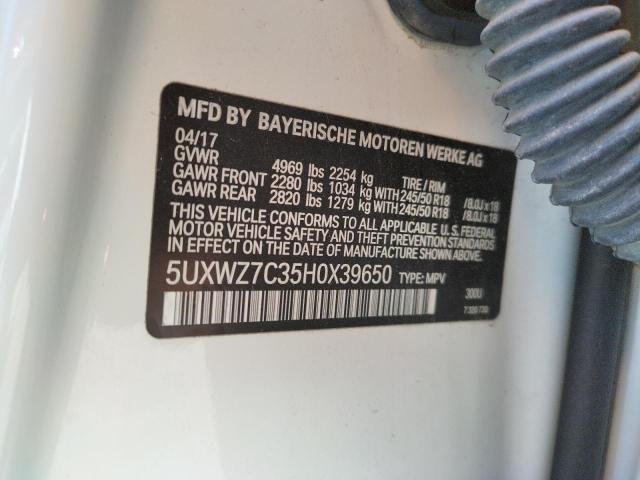 MFD BY BAYERISCHE MOTOREN WERKE AG
04/17
GVWR 4969 lbs 2254 kg TIRE / RIM
GAWR FRONT 2280 lbs 1034 kg WITH 245/50 R18 /8.0J x 18
GAWR REAR 2820 lbs 1279 kg WITH 245/50 R18 /8.0J x 18
THIS VEHICLE CONFORMS TO ALL APPLICABLE U.S. FEDERAL
MOTOR VEHICLE SAFETY AND THEFT PREVENTION STANDARDS
IN EFFECT ON THE DATE OF MANUFACTURE SHOWN ABOVE.
5UXWZ7C35H0X39650 TYPE: MPV
300U